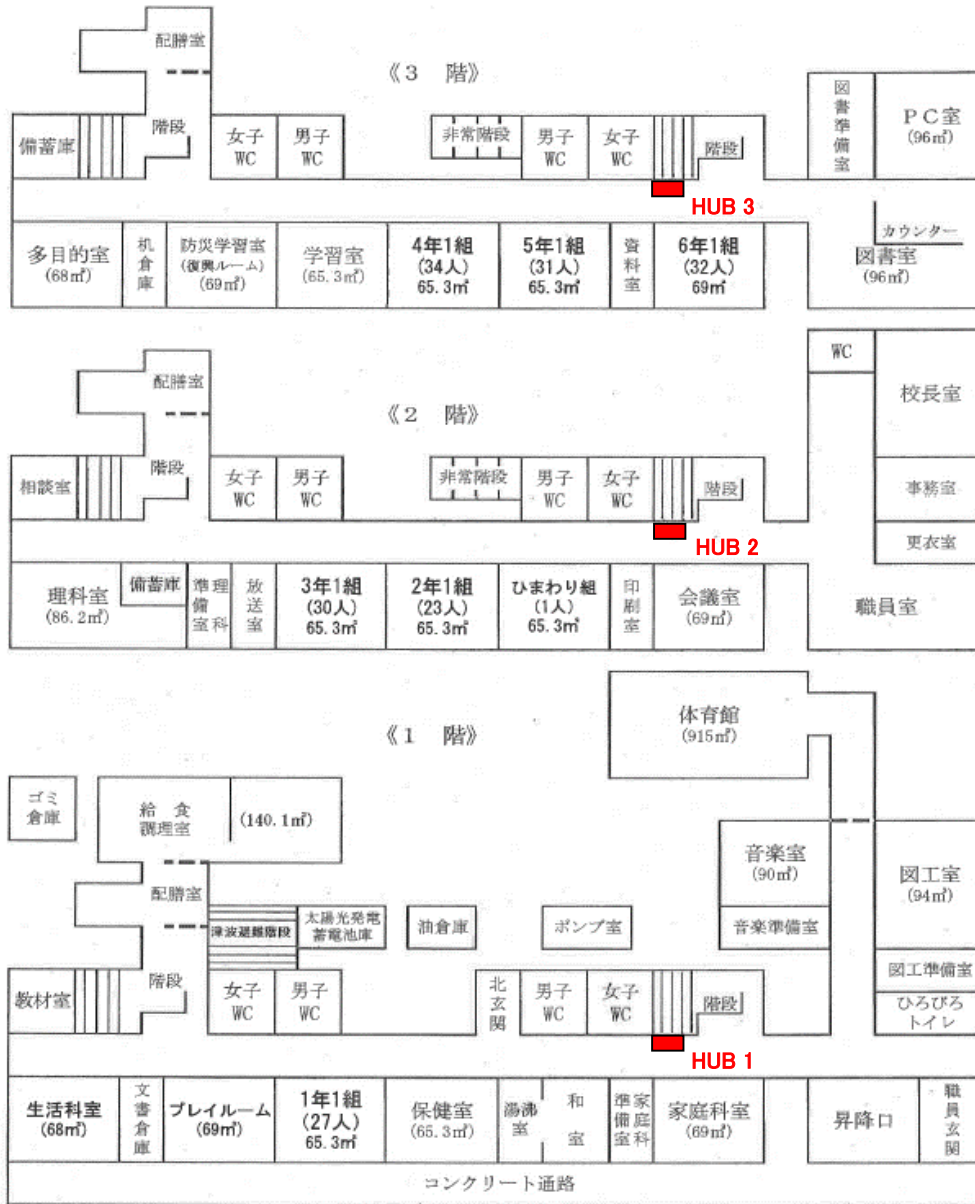 《3 階》
配膳室
備蓄庫
階段
女子
WC
男子
WC
非常階段
男子
WC
女子
WC
階段
図書準備室
PC室
(96㎡)
HUB 3
カウンター
多目的室
(68㎡)
机倉庫
防災学習室
(復興ルーム)
(69㎡)
学習室
(65.3㎡)
4年1組
(34人)
65.3㎡
5年1組
(31人)
65.3㎡
資料室
6年1組
(32人)
69㎡
図書室
(96㎡)
《2 階》
配膳室
相談室
階段
女子
WC
男子
WC
非常階段
男子
WC
女子
WC
階段
WC
校長室
事務室
更衣室
HUB 2
理科室
(86.2㎡)
備蓄庫
理科
準備室
放送室
3年1組
(30人)
65.3㎡
2年1組
(23人)
65.3㎡
ひまわり組
(1人)
65.3㎡
印刷室
会議室
(69㎡)
職員室
《1 階》
体育館
(915㎡)
ゴミ
倉庫
給 食
調理室
(140.1㎡)
配膳室
津波避難階段
太陽光発電
蓄電池庫
油倉庫
ポンプ室
音楽室
(90㎡)
音楽準備室
図工室
(94㎡)
図工準備室
ひろびろ
トイレ
教材室
階段
女子
WC
男子
WC
北玄関
男子
WC
女子
WC
階段
HUB 1
生活科室
(68㎡)
文書倉庫
プレイルーム
(69㎡)
1年1組
(27人)
65.3㎡
保健室
(65.3㎡)
湯沸室
和室
家庭科
準備室
家庭科室
(69㎡)
昇降口
職員玄関
コンクリート通路